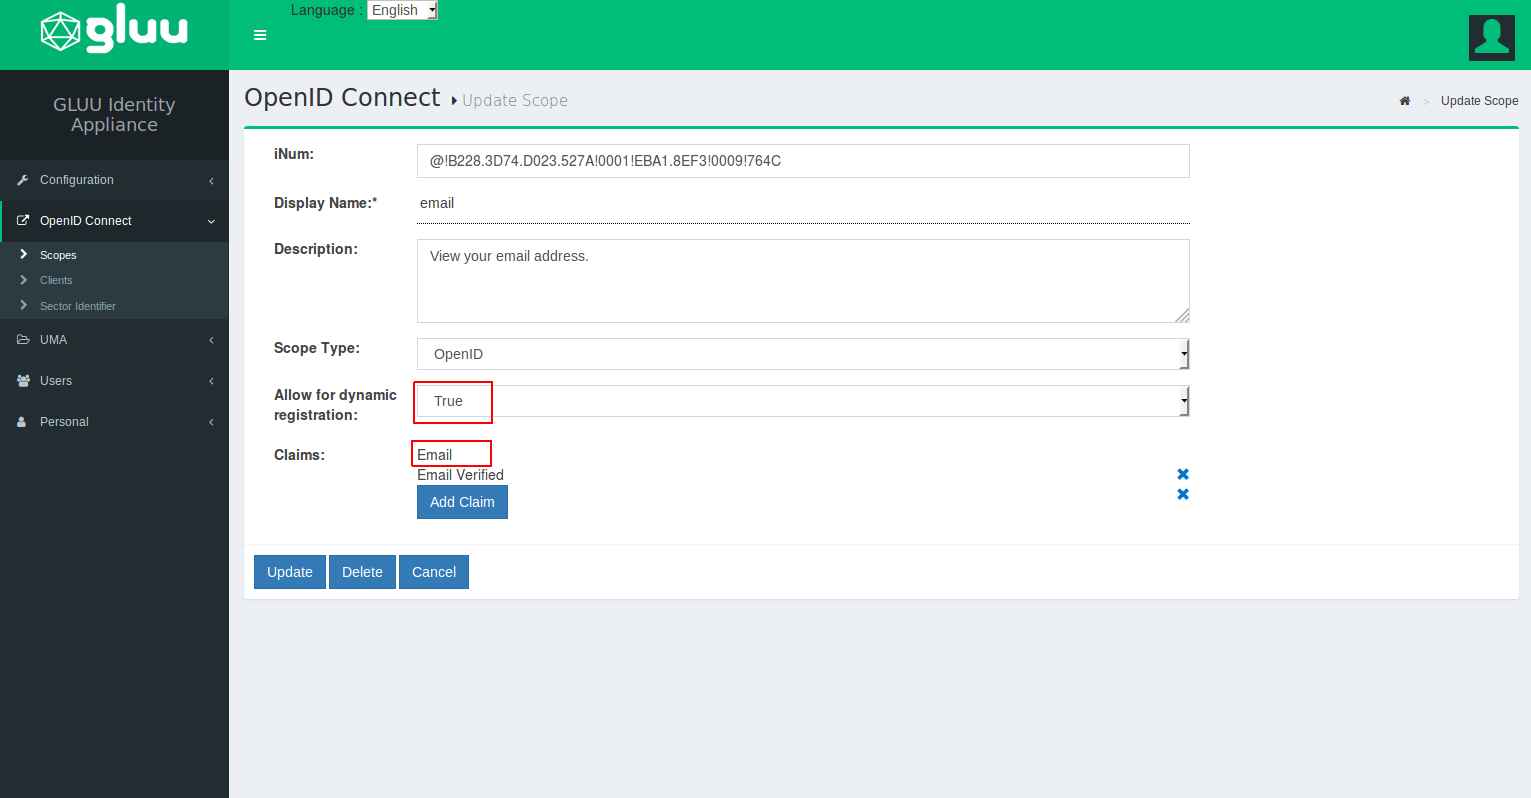 gluu
Language : English
GLUU Identity
Appliance
Configuration
OpenID Connect
Scopes
Clients
Sector Identifier
UMA
Users
Personal
OpenID Connect Update Scope
> Update Scope
iNum: @!B228.3D74.D023.527A!0001!EBA1.8EF3!0009!764C
Display Name:* email
Description: View your email address.
Scope Type: OpenID
Allow for dynamic
registration: True
Claims: Email
Email Verified
Add Claim
Update Delete Cancel